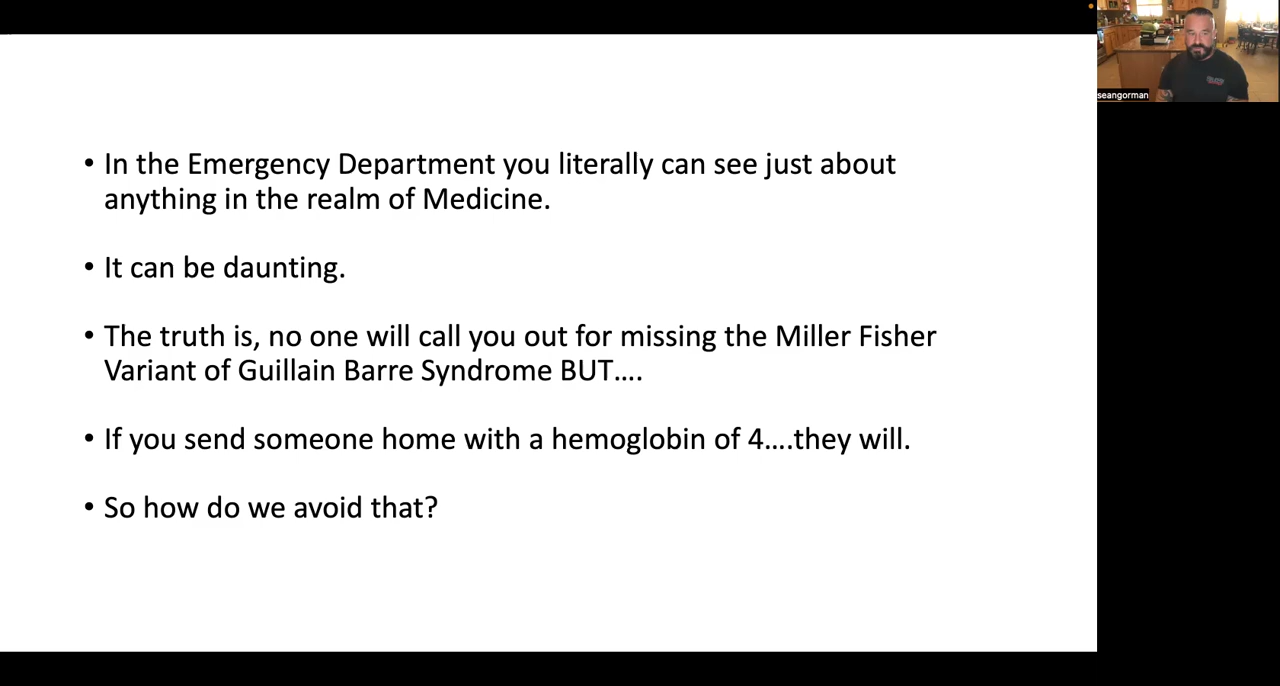 • In the Emergency Department you literally can see just about
anything in the realm of Medicine.
• It can be daunting.
• The truth is, no one will call you out for missing the Miller Fisher
Variant of Guillain Barre Syndrome BUT....
• If you send someone home with a hemoglobin of 4....they will.
• So how do we avoid that?
seangorman